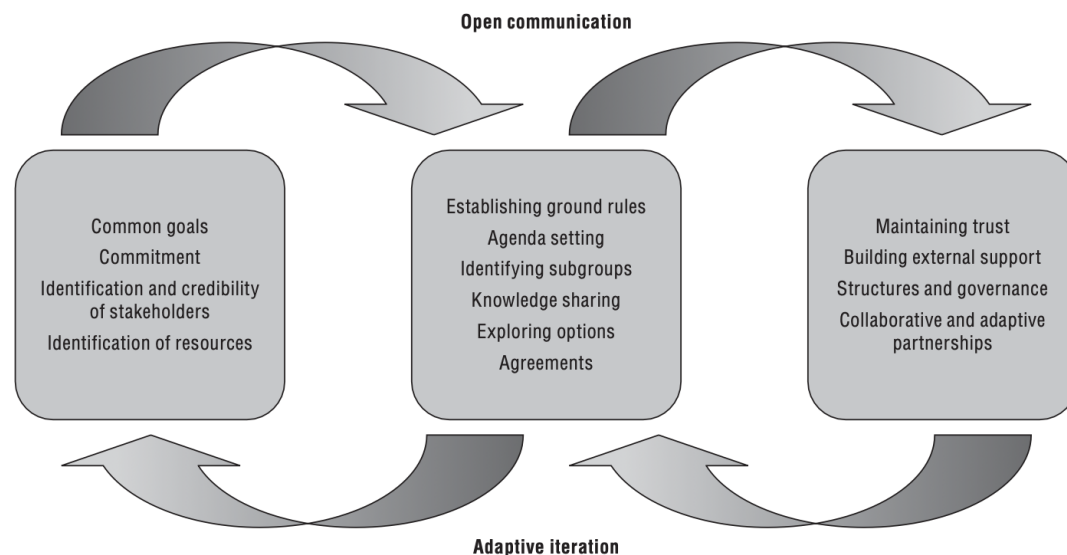 Open communication
Common goals
Commitment
Identification and credibility
of stakeholders
Identification of resources
Establishing ground rules
Agenda setting
Identifying subgroups
Knowledge sharing
Exploring options
Agreements
Maintaining trust
Building external support
Structures and governance
Collaborative and adaptive
partnerships
Adaptive iteration